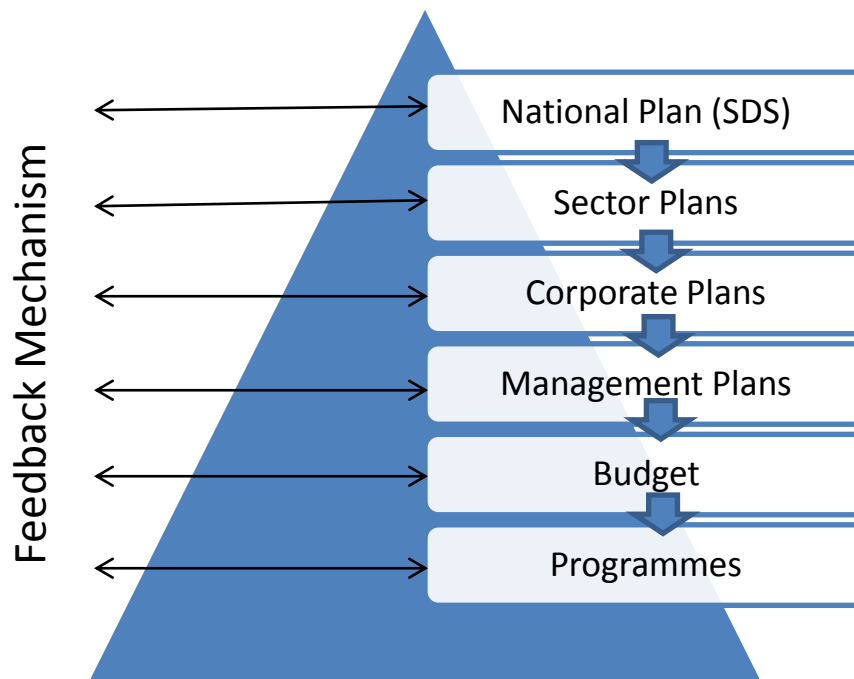 Feedback Mechanism
National Plan (SDS)
Sector Plans
Corporate Plans
Management Plans
Budget
Programmes